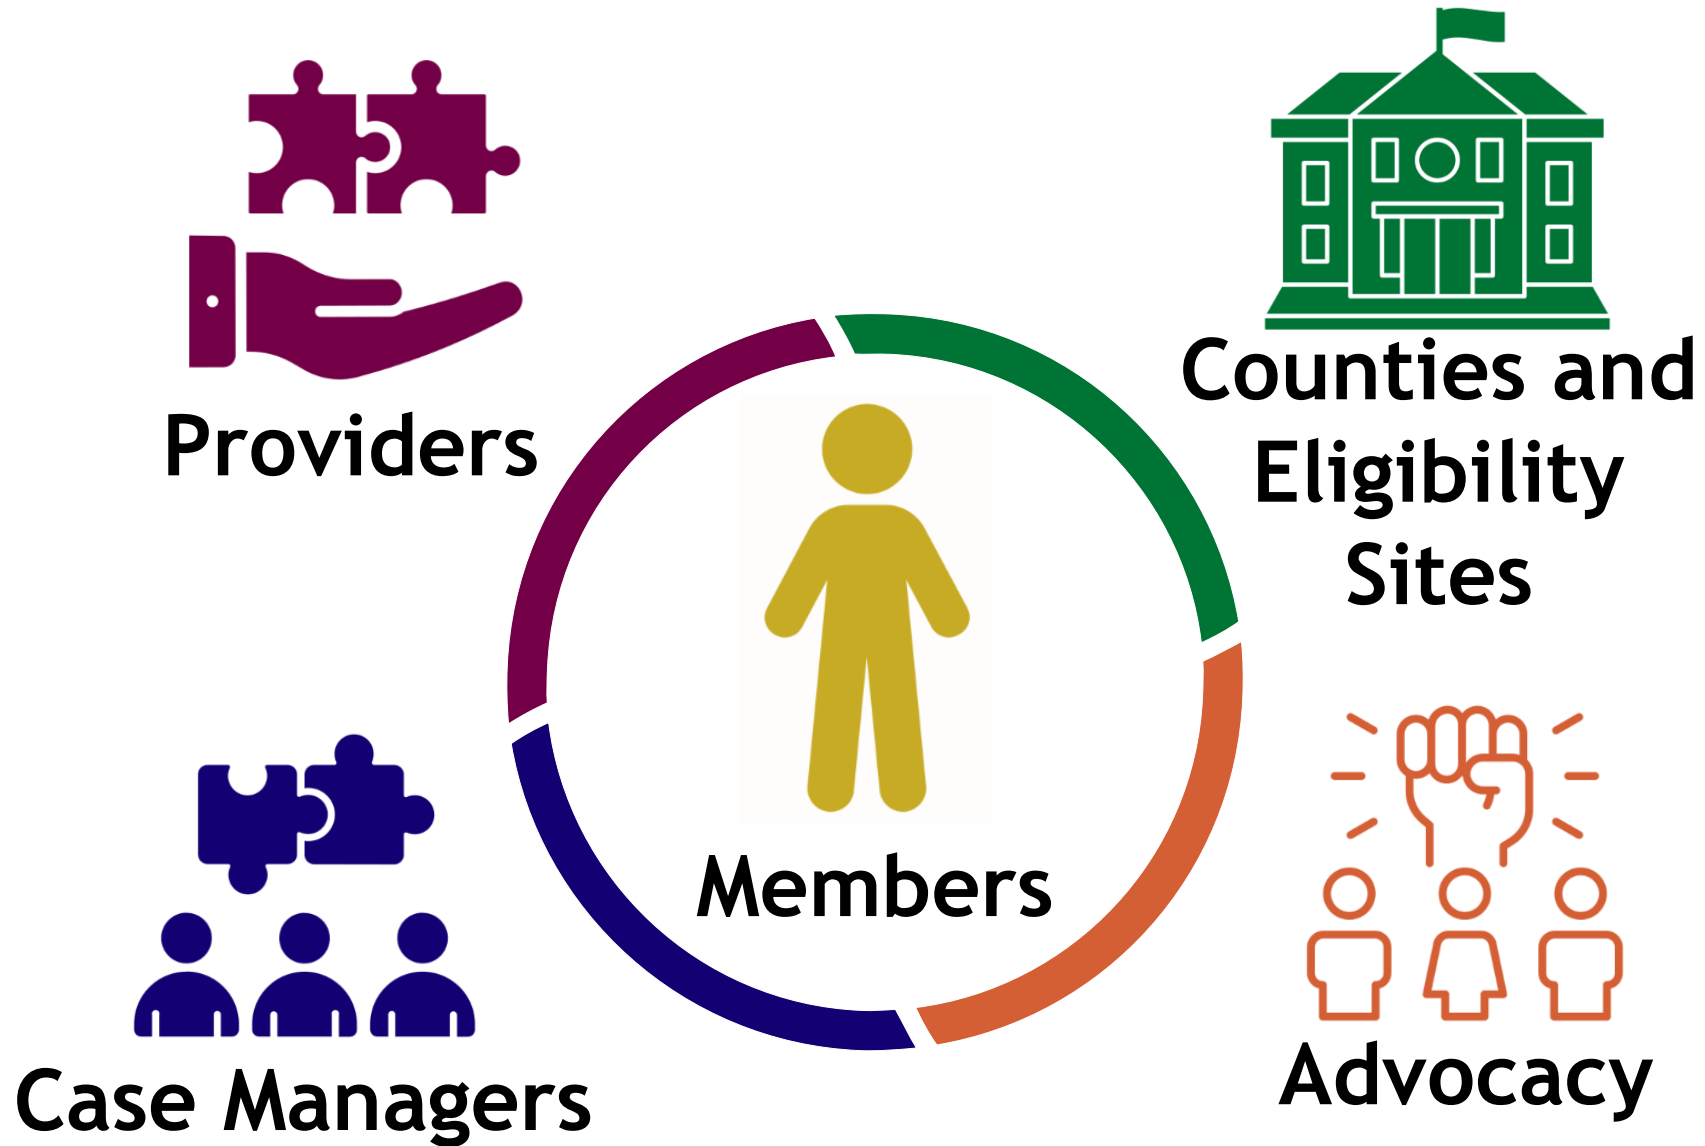 Providers
Counties and
Eligibility
Sites
Members
Case Managers
Advocacy